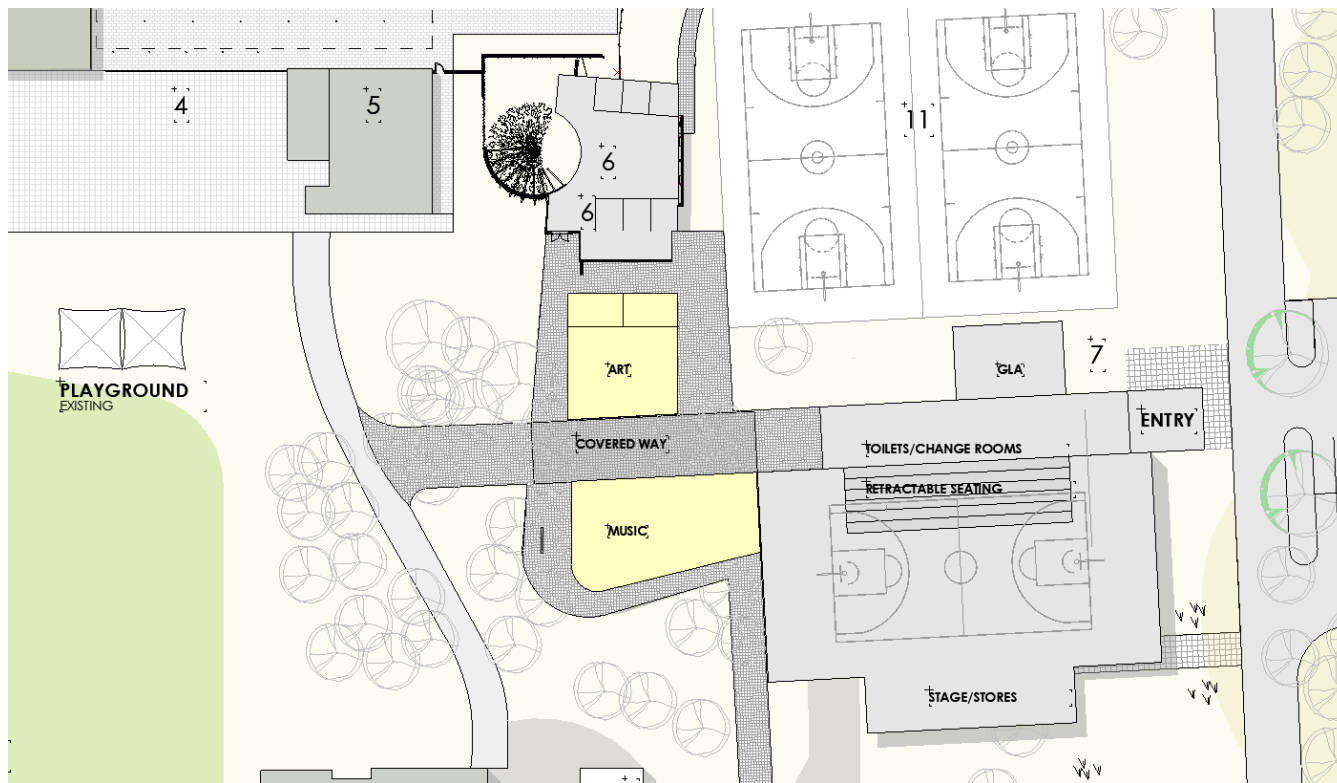 4
5
6
6
11
7
PLAYGROUND
EXISTING
ART
GLA
COVERED WAY
TOILETS/CHANGE ROOMS
ENTRY
RETRACTABLE SEATING
MUSIC
STAGE/STORES